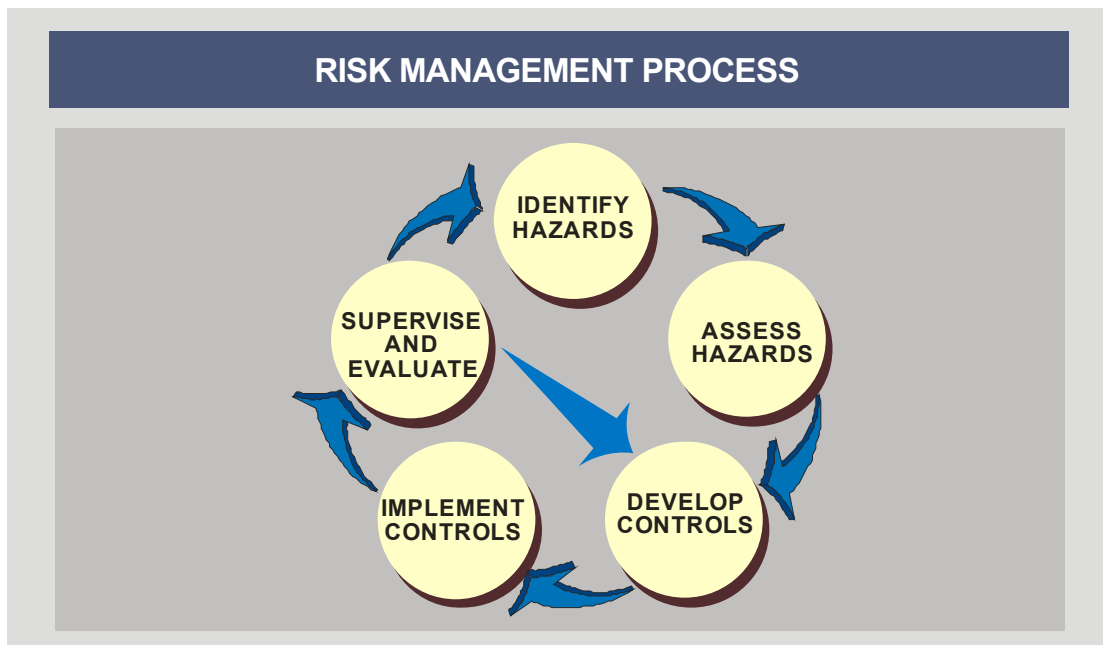 RISK MANAGEMENT PROCESS
IDENTIFY
HAZARDS
ASSESS
HAZARDS
DEVELOP
CONTROLS
IMPLEMENT
CONTROLS
SUPERVISE
AND
EVALUATE